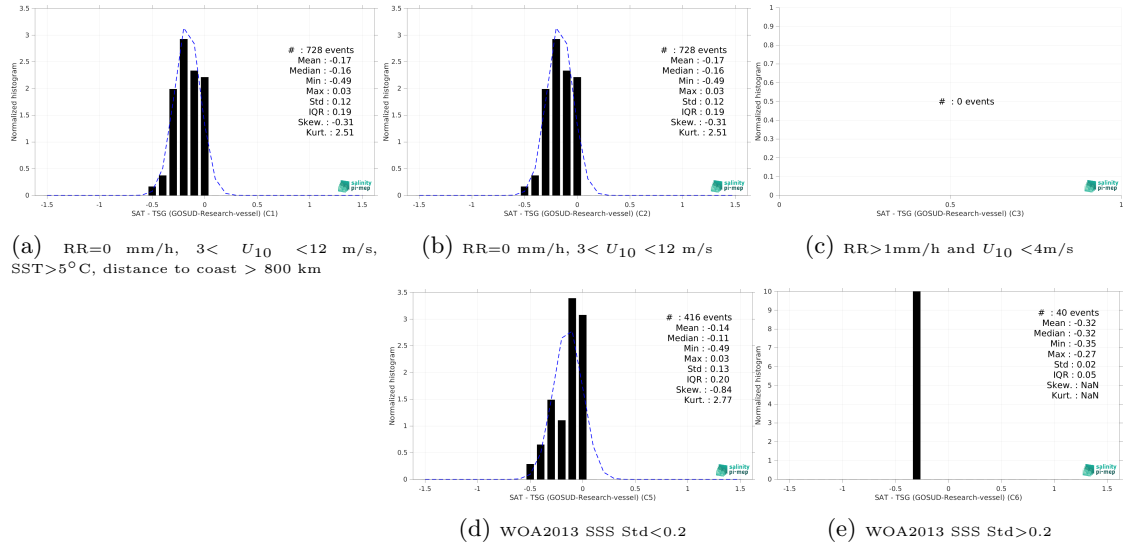 3.5
3
2.5
2
1.5
1
0.5
0
Normalized histogram
# : 728 events
Mean : -0.17
Median : -0.16
Min : -0.49
Max : 0.03
Std : 0.12
IQR : 0.19
Skew. : -0.31
Kurt. : 2.51
salinity
pi-mep
-1.5 -1 -0.5 0 0.5 1 1.5
SAT - TSG (GOSUD-Research-vessel) (C1)
(a) RR=0 mm/h, 3< U10 <12 m/s,
SST>5°C, distance to coast > 800 km
3.5
3
2.5
2
1.5
1
0.5
0
Normalized histogram
# : 728 events
Mean : -0.17
Median : -0.16
Min : -0.49
Max : 0.03
Std : 0.12
IQR : 0.19
Skew. : -0.31
Kurt. : 2.51
salinity
pi-mep
-1.5 -1 -0.5 0 0.5 1 1.5
SAT - TSG (GOSUD-Research-vessel) (C2)
(b) RR=0 mm/h, 3< U10 <12 m/s
1
0.9
0.8
0.7
0.6
0.5
0.4
0.3
0.2
0.1
0
Normalized histogram
# : 0 events
salinity
pi-mep
0 0.5 1
SAT - TSG (GOSUD-Research-vessel) (C3)
(c) RR>1mm/h and U10 <4m/s
3.5
3
2.5
2
1.5
1
0.5
0
Normalized histogram
# : 416 events
Mean : -0.14
Median : -0.11
Min : -0.49
Max : 0.03
Std : 0.13
IQR : 0.20
Skew. : -0.84
Kurt. : 2.77
salinity
pi-mep
-1.5 -1 -0.5 0 0.5 1 1.5
SAT - TSG (GOSUD-Research-vessel) (C5)
(d) WOA2013 SSS Std<0.2
10
9
8
7
6
5
4
3
2
1
0
Normalized histogram
# : 40 events
Mean : -0.32
Median : -0.32
Min : -0.35
Max : -0.27
Std : 0.02
IQR : 0.05
Skew. : NaN
Kurt. : NaN
salinity
pi-mep
-1.5 -1 -0.5 0 0.5 1 1.5
SAT - TSG (GOSUD-Research-vessel) (C6)
(e) WOA2013 SSS Std>0.2